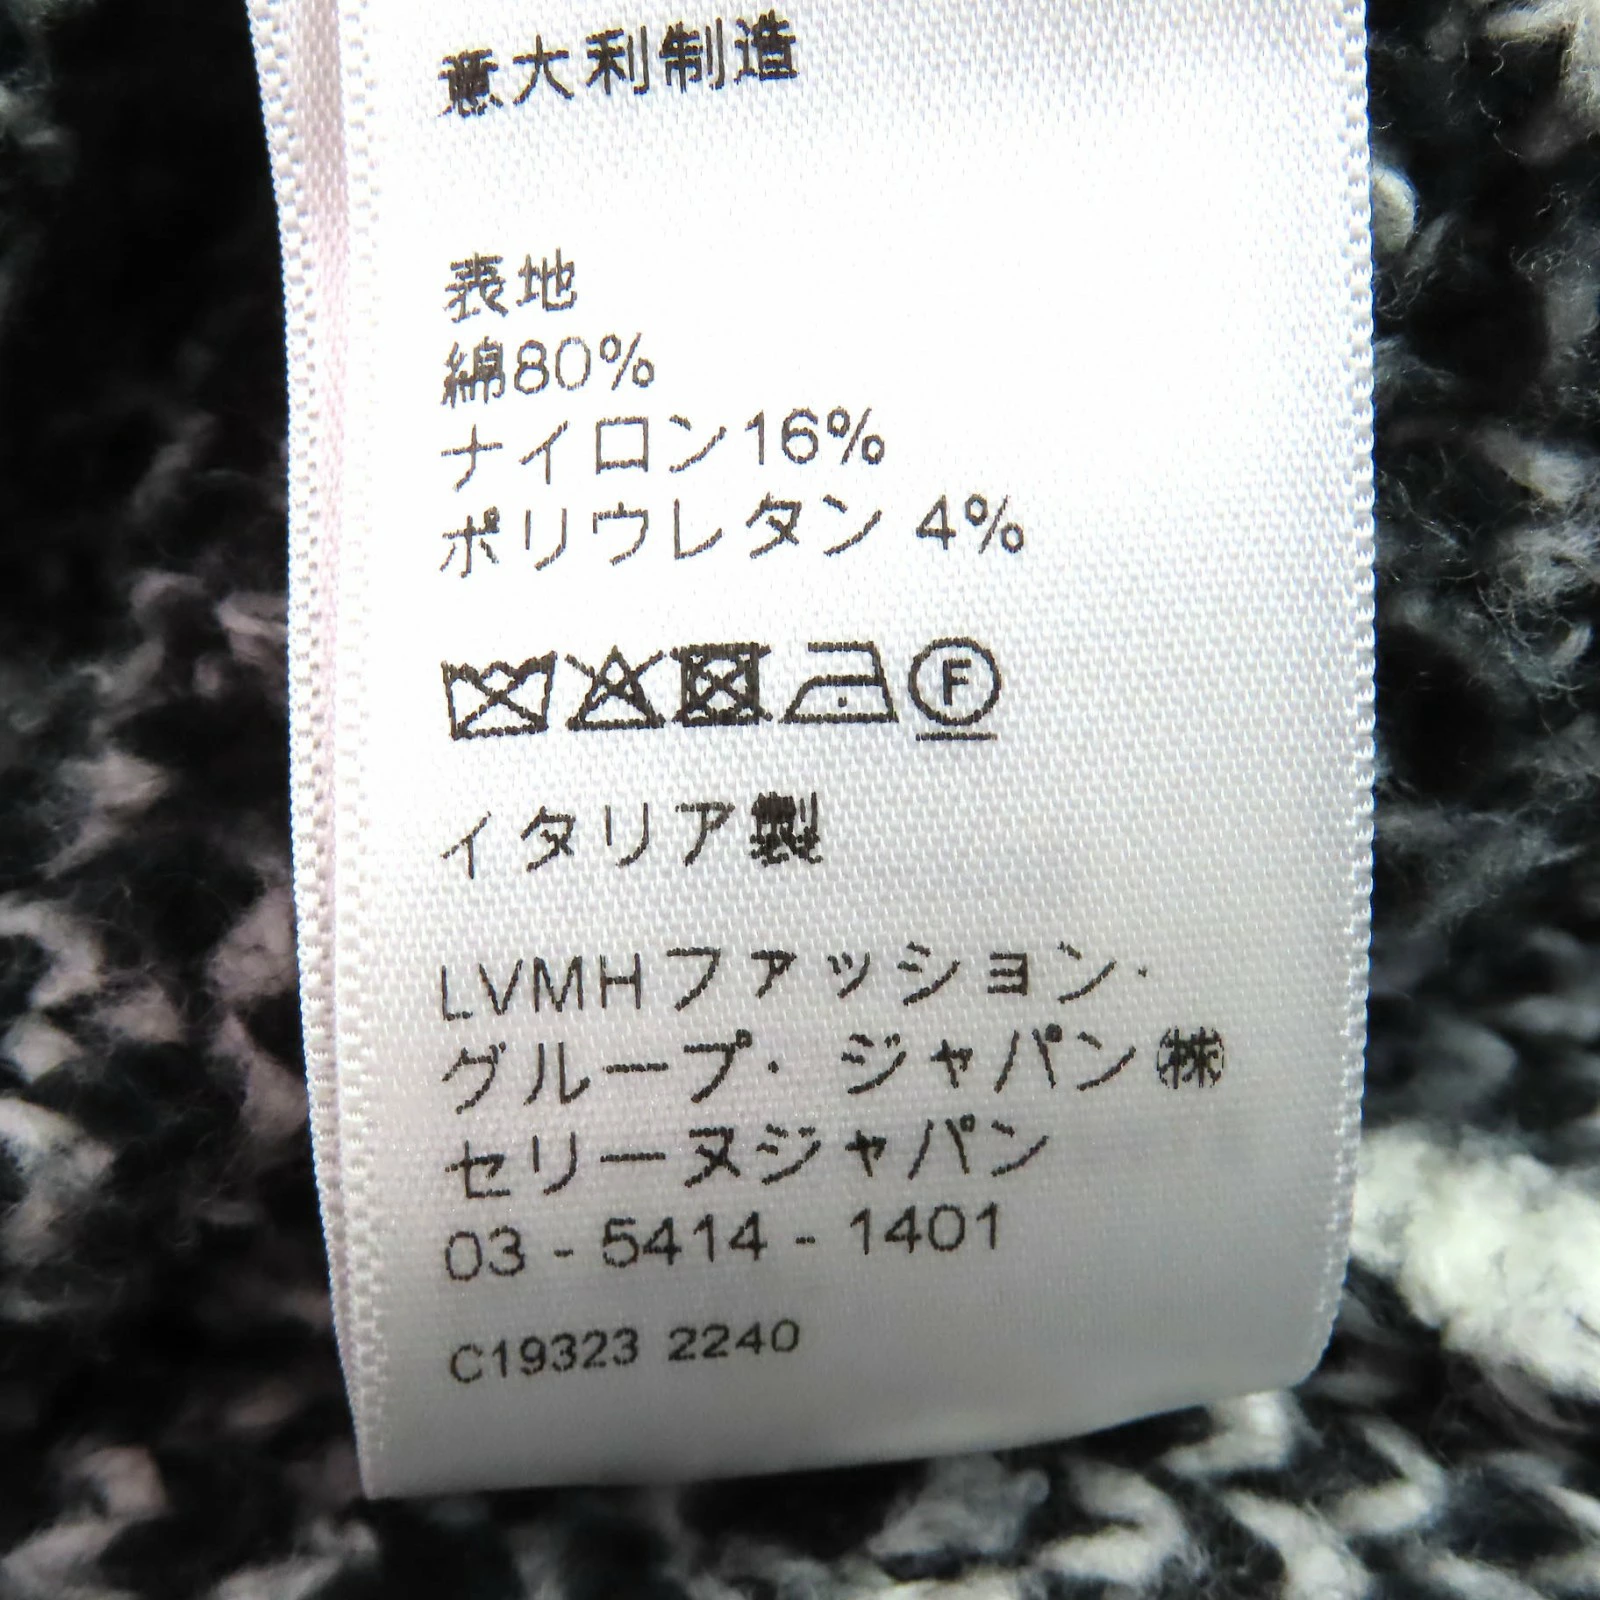 意大利制造
表地
綿80%
ナイロン16%
ポリウレタン 4%
F
イタリア製
LVMHファッション・
グループ・ ジャパン㈱
セリーヌジャパン
03 - 5414 - 1401
C19323 2240